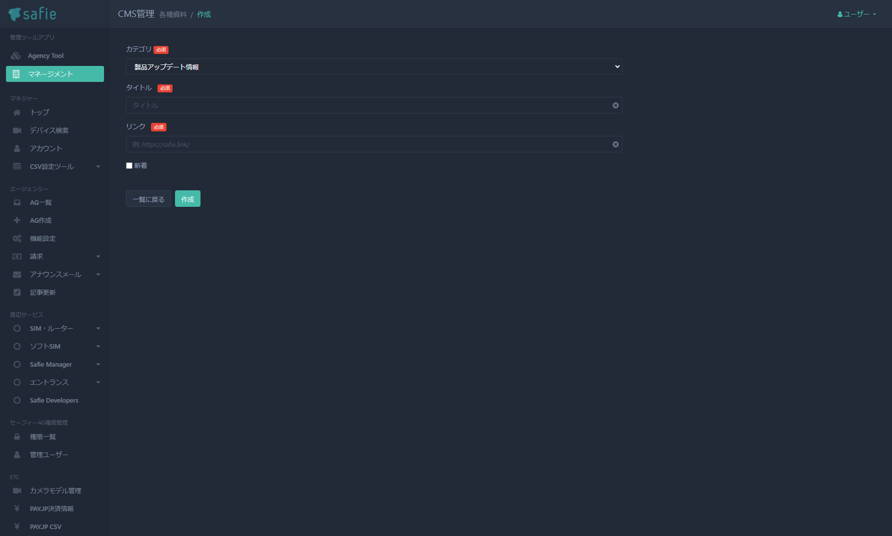 safie
CMS管理 各種資料 / 作成
ユーザー
管理ツールアプリ
Agency Tool
マネージメント
マネジャー
トップ
デバイス検索
アカウント
CSV設定ツール
エージェンシー
AG一覧
AG作成
機能設定
請求
アナウンスメール
記事更新
周辺サービス
SIM・ルーター
ソフトSIM
Safie Manager
エントランス
Safie Developers
セーフィーAG権限管理
権限一覧
管理ユーザー
ETC
カメラモデル管理
PAY.JP決済情報
PAY.JP CSV
カテゴリ 必須
製品アップデート情報
タイトル 必須
タイトル
リンク 必須
例: https://safie.link/
新着
一覧に戻る 作成